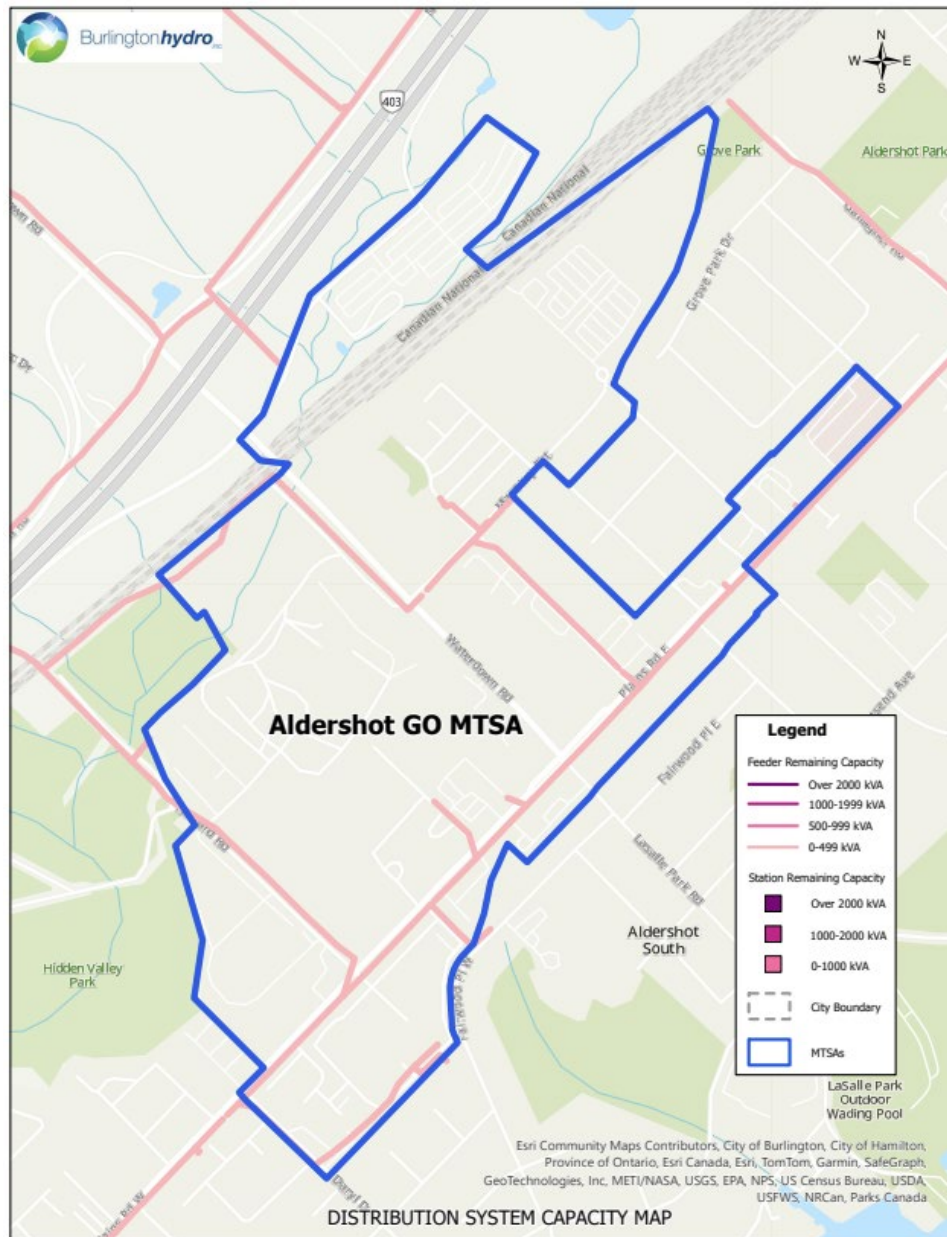 Burlington hydro inc
N
W E
S
403
Grove Park
Aldershot Park
Canadian National
Canadian National
Grove Park Dr
Dr
Plains Rd E
Waterdown Rd
Aldershot GO MTSA
Fairwood Pl E
Lasalle Park Rd
Aldershot
South
Hidden Valley
Park
Fairwood Pl W
Legend
Feeder Remaining Capacity
Over 2000 kVA
1000-1999 kVA
500-999 kVA
0-499 kVA
Station Remaining Capacity
Over 2000 kVA
1000-2000 kVA
0-1000 kVA
City Boundary
MTSAs
LaSalle Park
Outdoor
Wading Pool
Esri Community Maps Contributors, City of Burlington, City of Hamilton,
Province of Ontario, Esri Canada, Esri, TomTom, Garmin, SafeGraph,
GeoTechnologies, Inc, METI/NASA, USGS, EPA, NPS, US Census Bureau, USDA,
USFWS, NRCan, Parks Canada
DISTRIBUTION SYSTEM CAPACITY MAP